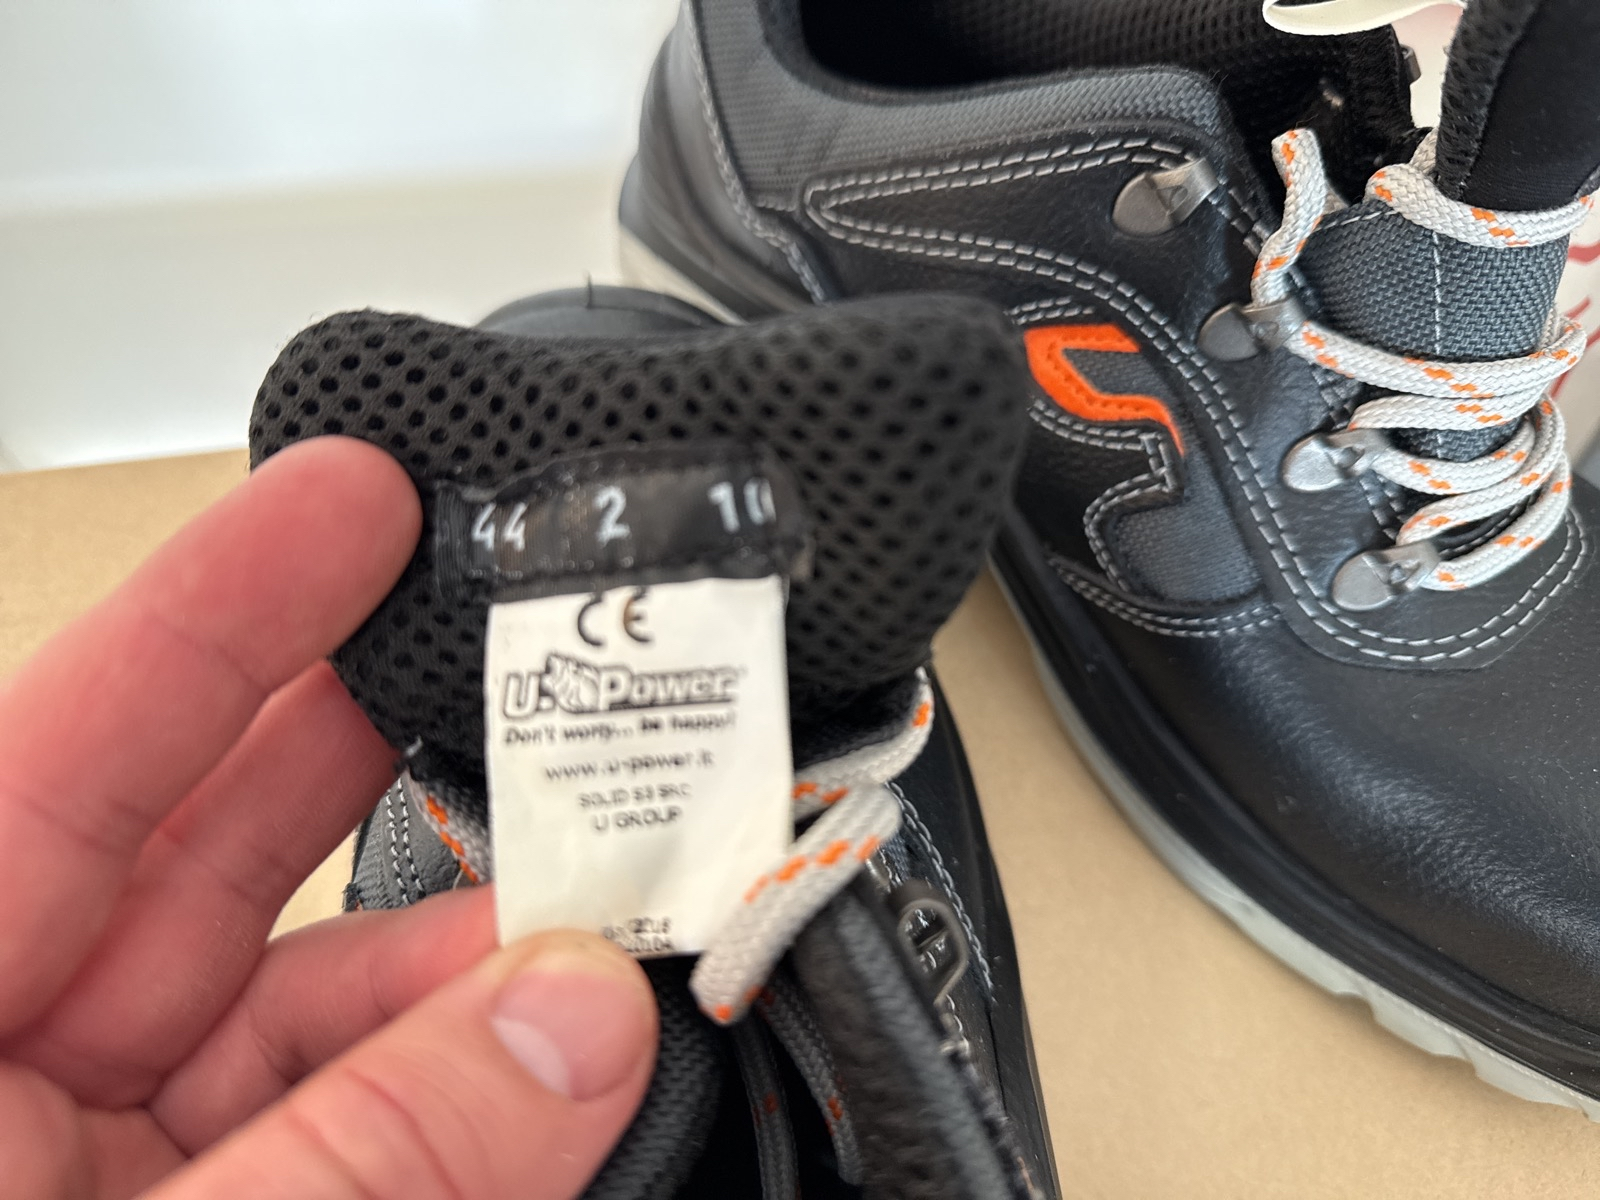 44 2 10
CE
U-Power
Don't worry... be happy!
www.u-power.it
SOLID S3 SRC
U GROUP